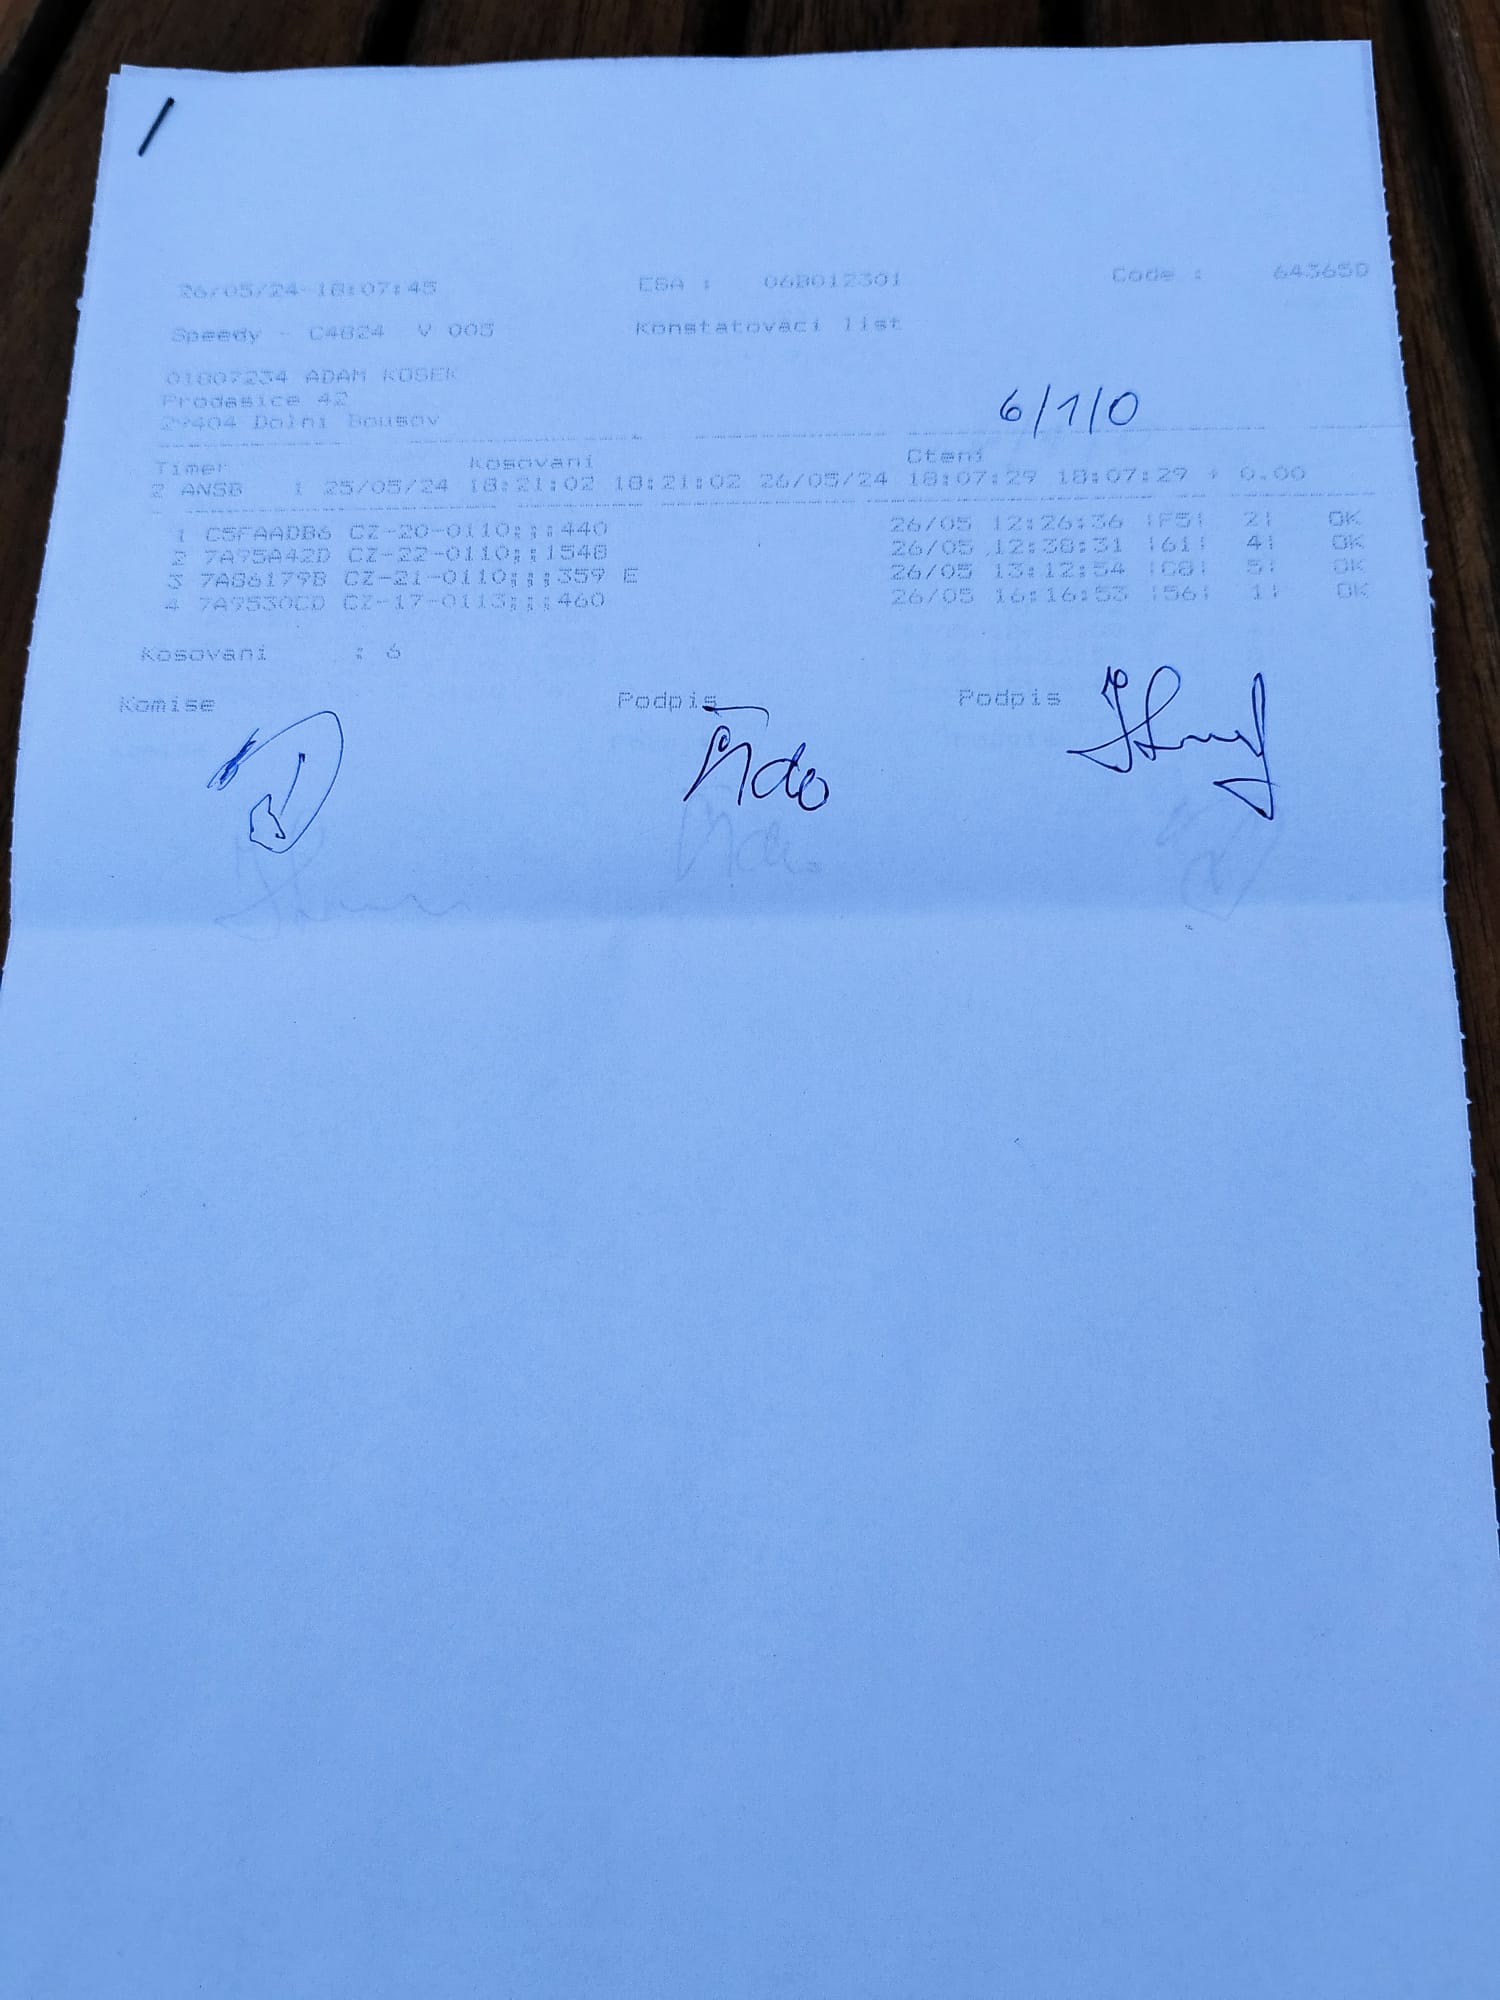 26/05/24-18:07:45 ESA : 06B012301 Code : 64365D
Speedy - C4824 V 005 Konstatovaci list
01007234 ADAM KOSEK
Prodasice 42
29404 Dolni Bousov
6/1/0
Timer Kosovani Cteni
2 ANSB 1 25/05/24 18:21:02 18:21:02 26/05/24 18:07:29 18:07:29 + 0.00
1 C5FAADB6 CZ-20-0110;;;440 26/05 12:26:36 |F5| 2| OK
2 7A95A42D CZ-22-0110;;1548 26/05 12:38:31 |61| 4| OK
3 7A86179B CZ-21-0110;;;359 E 26/05 13:12:54 |C8| 5| OK
4 7A9530CD CZ-17-0113;;;460 26/05 16:16:53 |56| 1| OK
Kosovani : 6
Komise Podpis Podpis